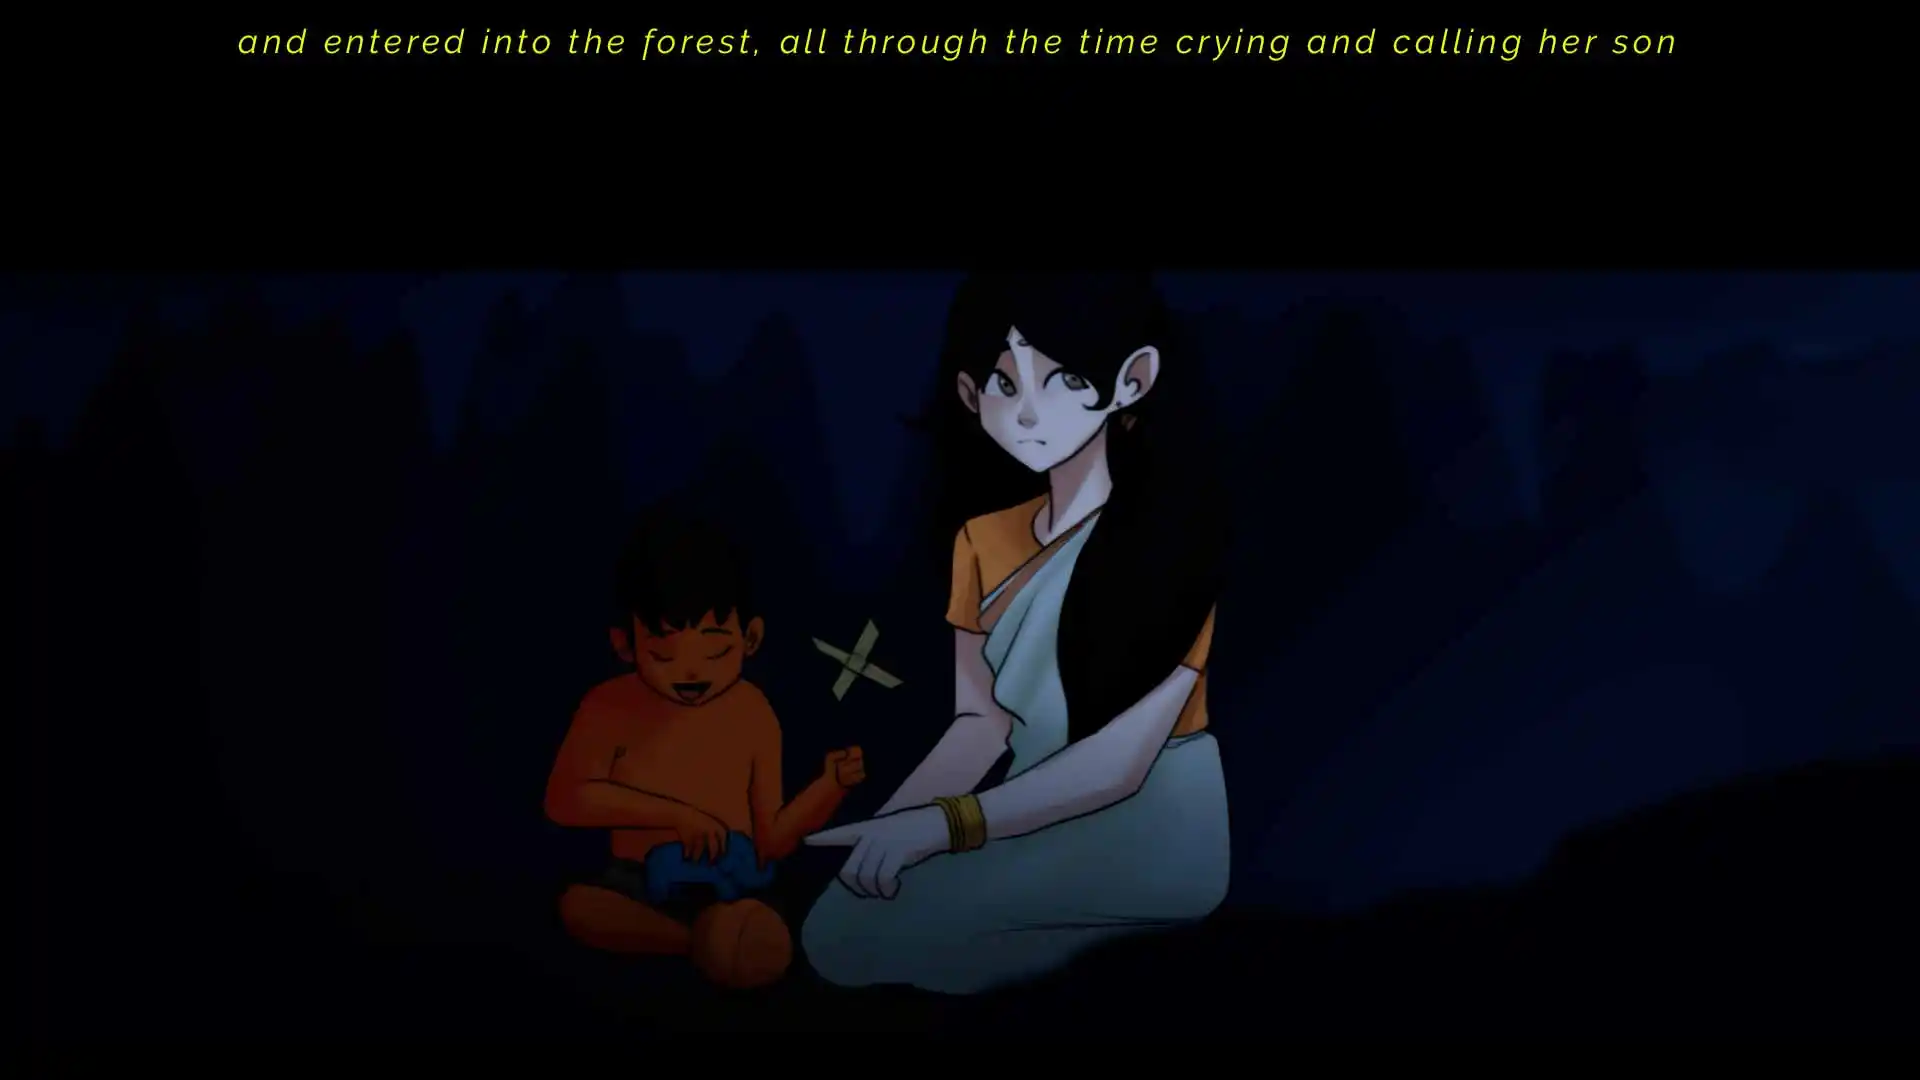 and entered into the forest, all through the time crying and calling her son